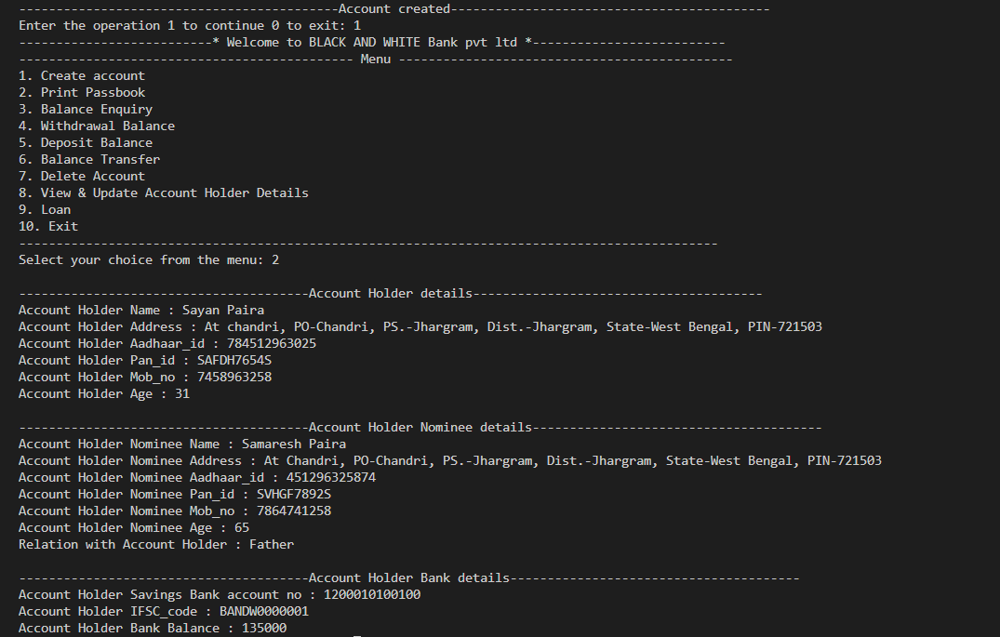 -------------------------------------------Account created-------------------------------------------
Enter the operation 1 to continue 0 to exit: 1
--------------------------* Welcome to BLACK AND WHITE Bank pvt ltd *--------------------------
--------------------------------------------- Menu ---------------------------------------------
1. Create account
2. Print Passbook
3. Balance Enquiry
4. Withdrawal Balance
5. Deposit Balance
6. Balance Transfer
7. Delete Account
8. View & Update Account Holder Details
9. Loan
10. Exit
----------------------------------------------------------------------------------------------
Select your choice from the menu: 2
---------------------------------------Account Holder details---------------------------------------
Account Holder Name : Sayan Paira
Account Holder Address : At chandri, PO-Chandri, PS.-Jhargram, Dist.-Jhargram, State-West Bengal, PIN-721503
Account Holder Aadhaar_id : 784512963025
Account Holder Pan_id : SAFDH7654S
Account Holder Mob_no : 7458963258
Account Holder Age : 31
---------------------------------------Account Holder Nominee details---------------------------------------
Account Holder Nominee Name : Samaresh Paira
Account Holder Nominee Address : At Chandri, PO-Chandri, PS.-Jhargram, Dist.-Jhargram, State-West Bengal, PIN-721503
Account Holder Nominee Aadhaar_id : 451296325874
Account Holder Nominee Pan_id : SVHGF7892S
Account Holder Nominee Mob_no : 7864741258
Account Holder Nominee Age : 65
Relation with Account Holder : Father
---------------------------------------Account Holder Bank details---------------------------------------
Account Holder Savings Bank account no : 1200010100100
Account Holder IFSC_code : BANDW0000001
Account Holder Bank Balance : 135000